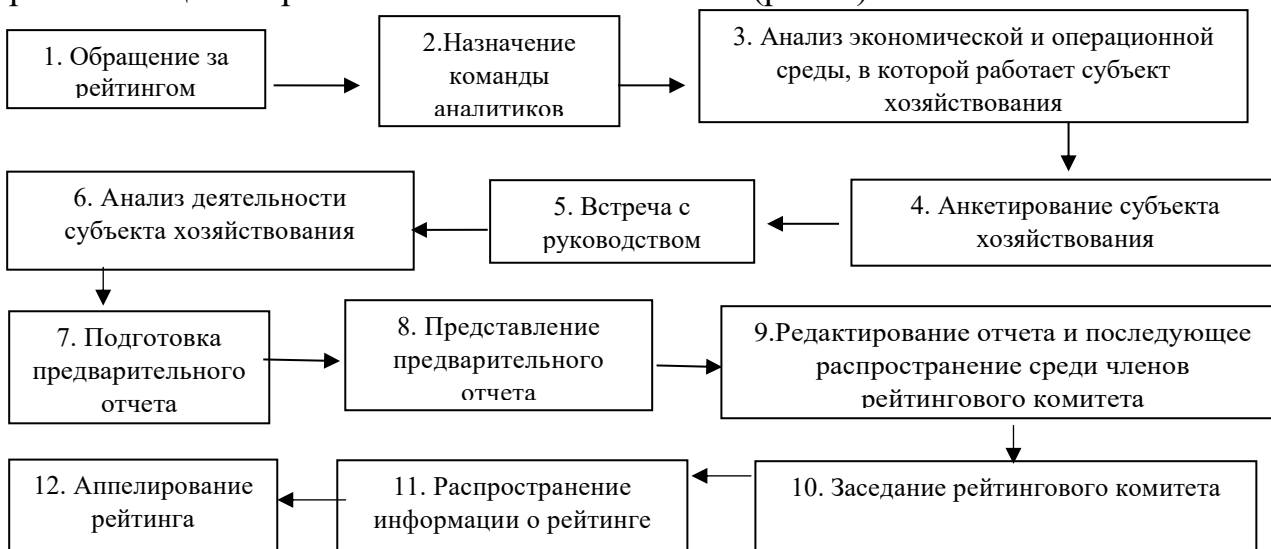 1. Обращение за
рейтингом
2.Назначение
команды
аналитиков
3. Анализ экономической и операционной
среды, в которой работает субъект
хозяйствования
4. Анкетирование субъекта
хозяйствования
5. Встреча с
руководством
6. Анализ деятельности
субъекта хозяйствования
7. Подготовка
предварительного
отчета
8. Представление
предварительного
отчета
9.Редактирование отчета и последующее
распространение среди членов
рейтингового комитета
10. Заседание рейтингового комитета
11. Распространение
информации о рейтинге
12. Аппелирование
рейтинга